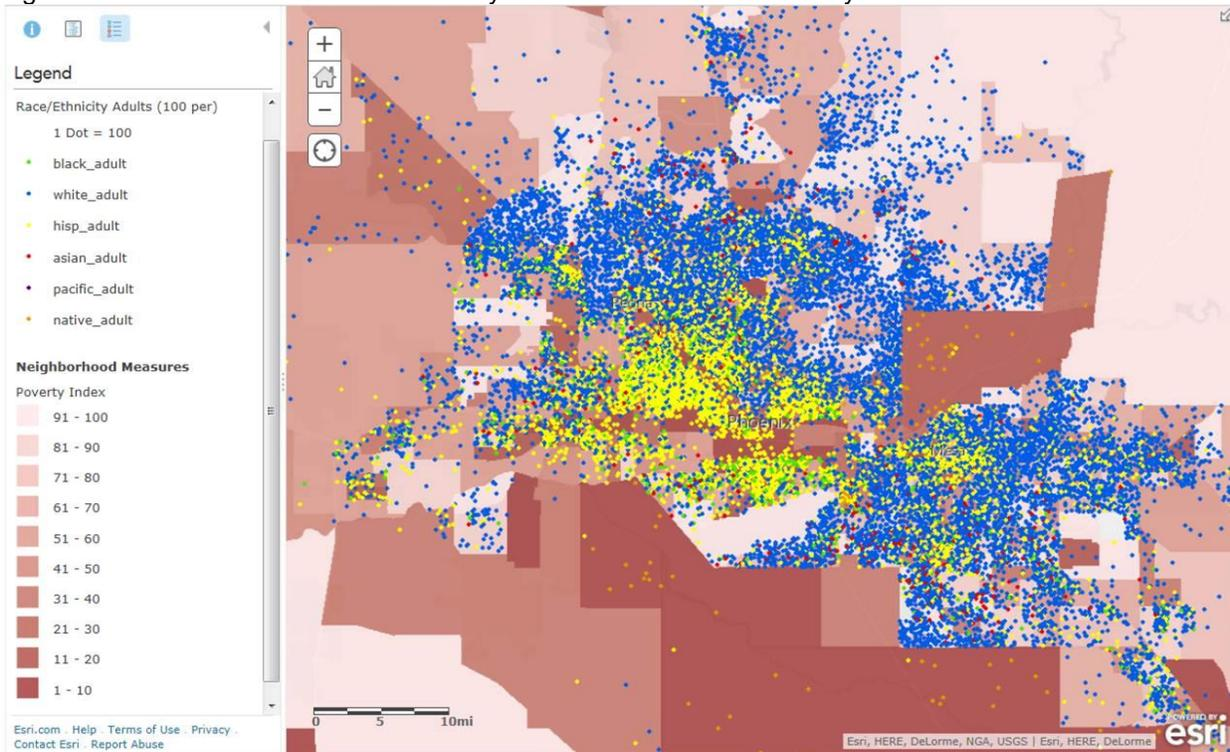 Legend
Race/Ethnicity Adults (100 per)
1 Dot = 100
black_adult
white_adult
hisp_adult
asian_adult
pacific_adult
native_adult
Neighborhood Measures
Poverty Index
91 - 100
81 - 90
71 - 80
61 - 70
51 - 60
41 - 50
31 - 40
21 - 30
11 - 20
1 - 10
Esri.com . Help . Terms of Use . Privacy .
Contact Esri . Report Abuse
+
−
Peoria
Phoenix
Mesa
0 5 10mi
Esri, HERE, DeLorme, NGA, USGS | Esri, HERE, DeLorme
POWERED BY
esri